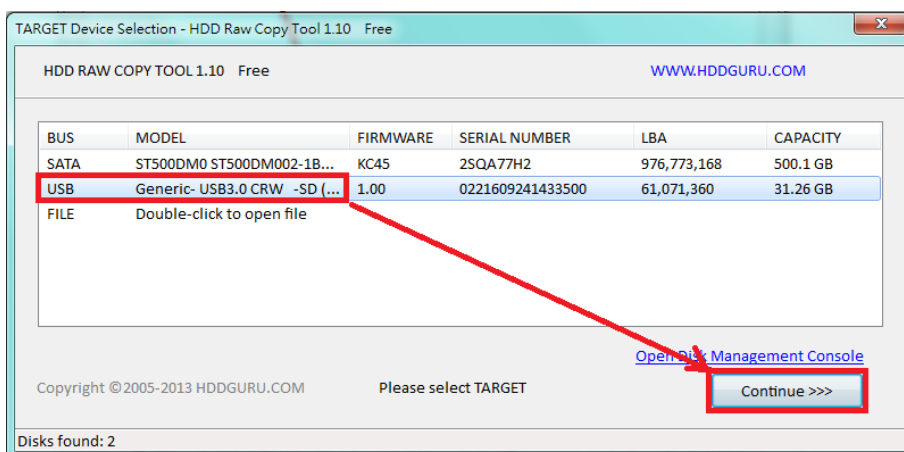 TARGET Device Selection - HDD Raw Copy Tool 1.10 Free
X
HDD RAW COPY TOOL 1.10 Free WWW.HDDGURU.COM
BUS MODEL FIRMWARE SERIAL NUMBER LBA CAPACITY
SATA ST500DM0 ST500DM002-1B... KC45 2SQA77H2 976,773,168 500.1 GB
USB Generic- USB3.0 CRW -SD (... 1.00 0221609241433500 61,071,360 31.26 GB
FILE Double-click to open file
Open Disk Management Console
Copyright ©2005-2013 HDDGURU.COM Please select TARGET Continue >>>
Disks found: 2